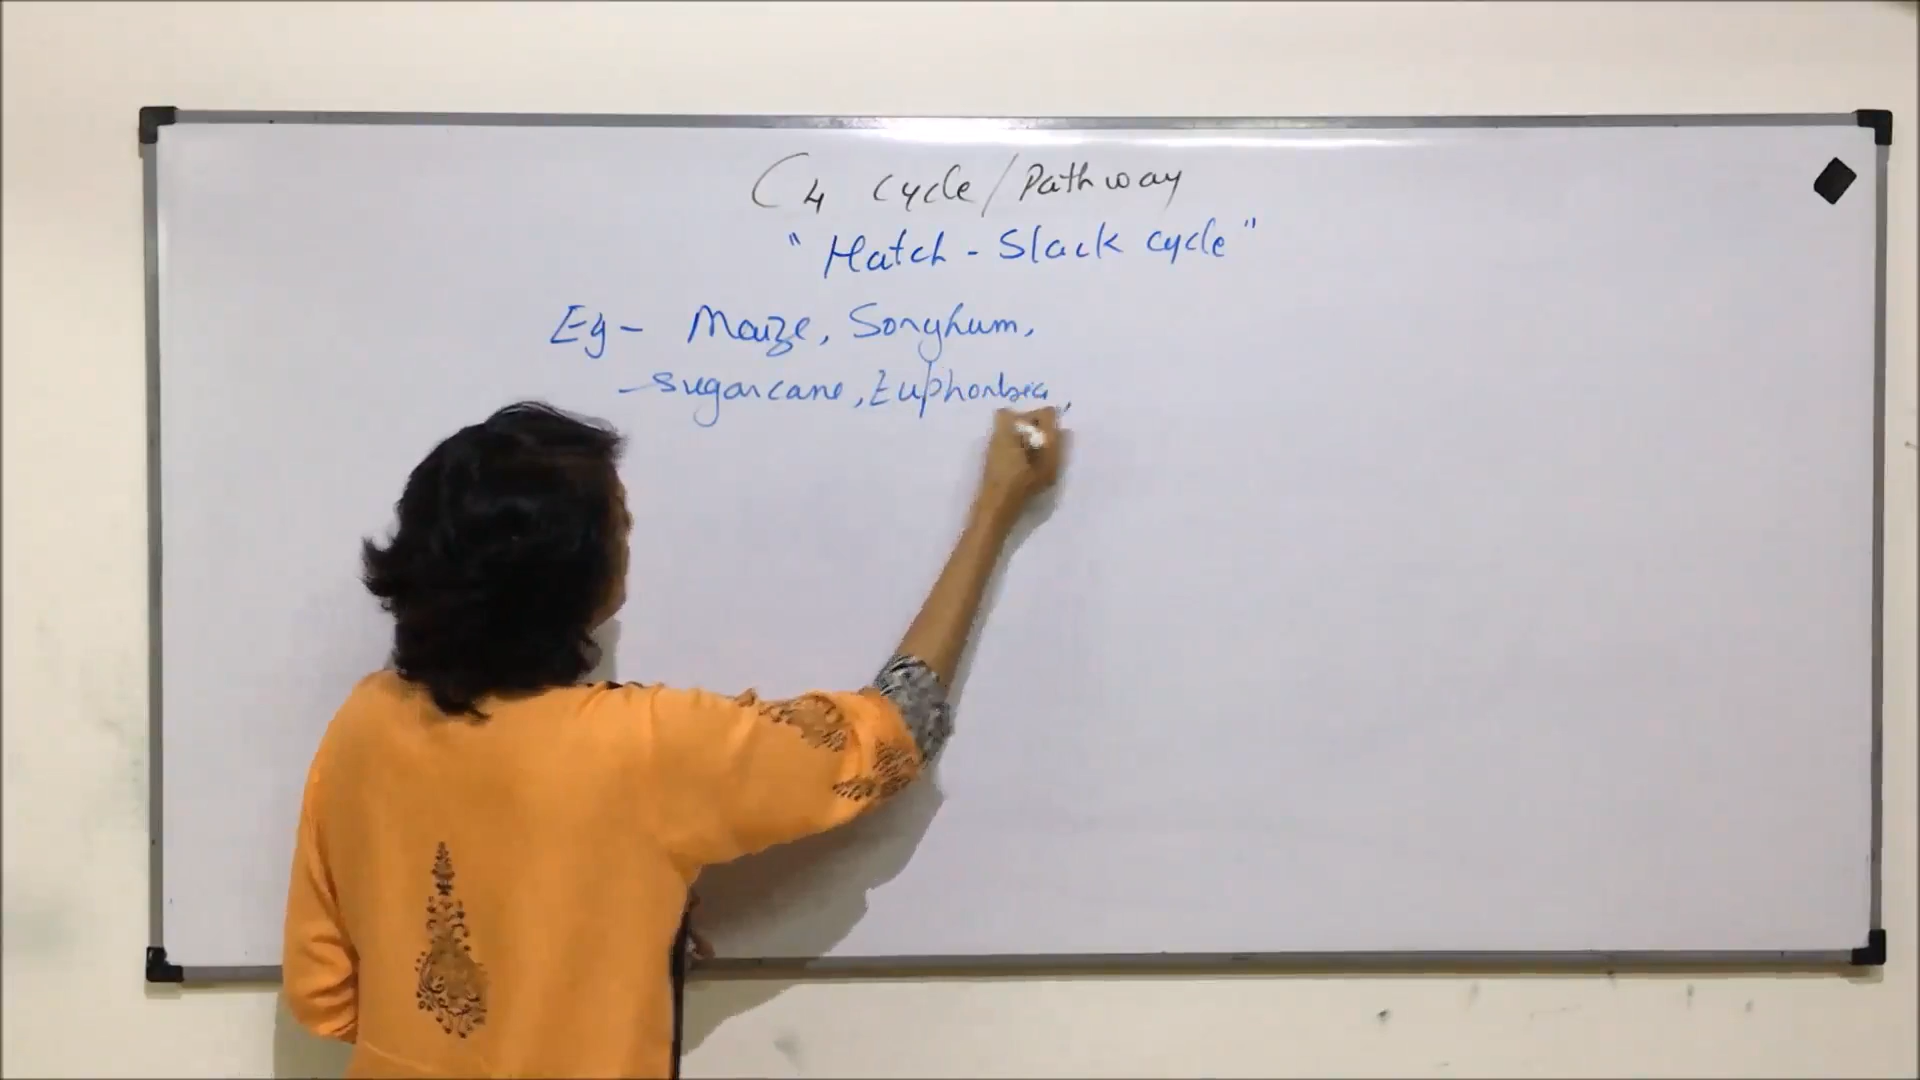 C4 cycle/Pathway
"Hatch - Slack cycle"
Eg - Maize, Sorghum,
- Sugarcane, Euphorbia,